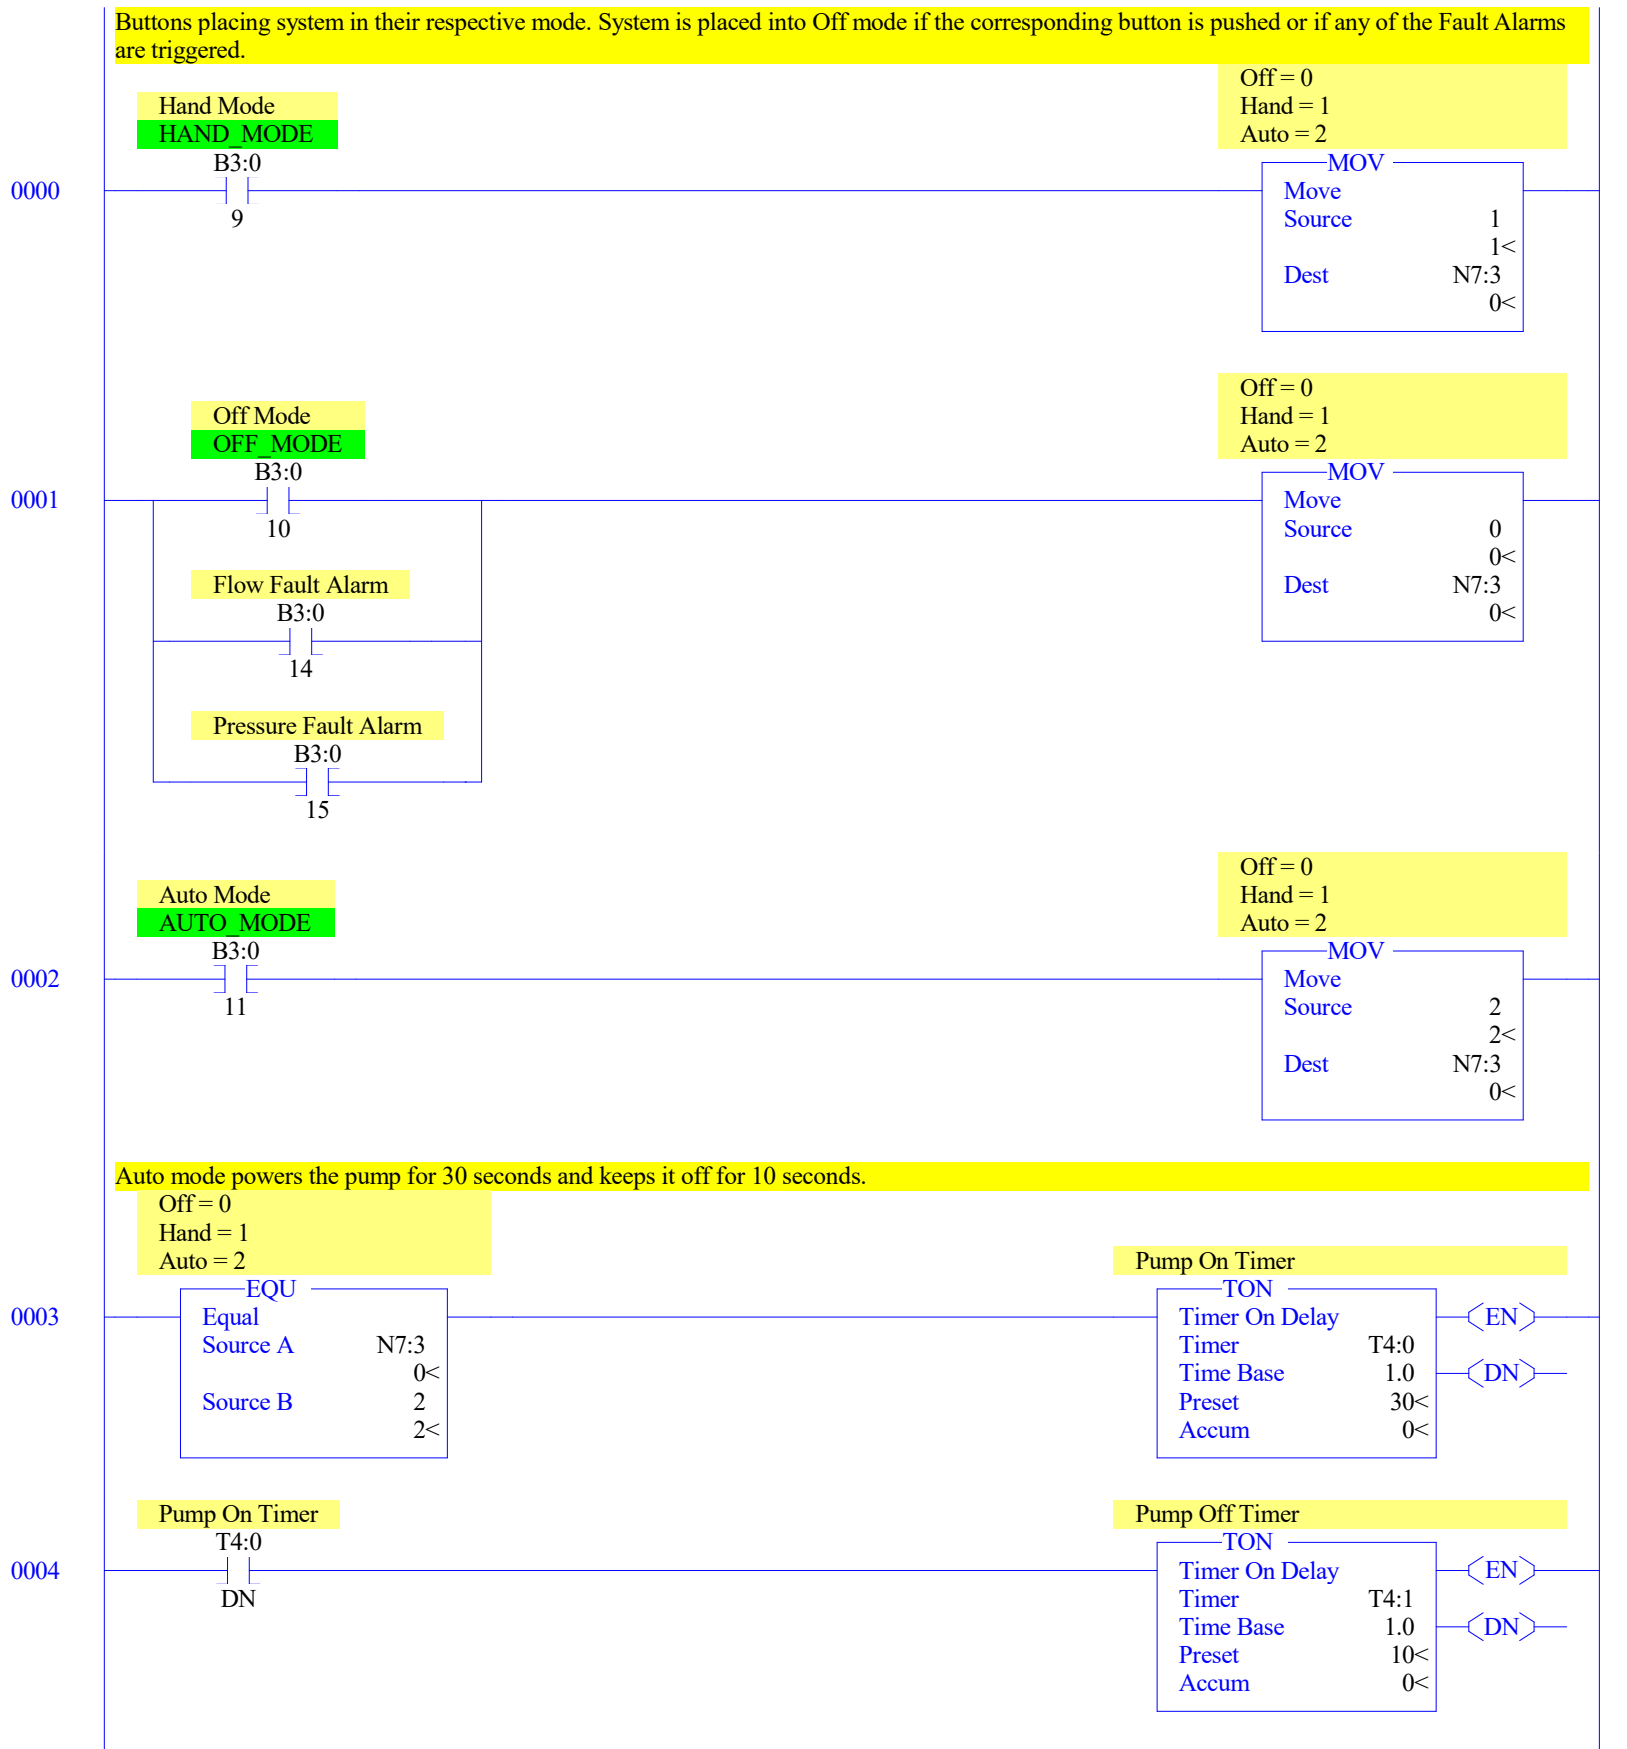 Buttons placing system in their respective mode. System is placed into Off mode if the corresponding button is pushed or if any of the Fault Alarms
are triggered.
Off = 0
Hand = 1
Auto = 2
Hand Mode
HAND_MODE
B3:0
9
0000
MOV
Move
Source 1
1<
Dest N7:3
0<
Off = 0
Hand = 1
Auto = 2
Off Mode
OFF_MODE
B3:0
10
0001
MOV
Move
Source 0
0<
Dest N7:3
0<
Flow Fault Alarm
B3:0
14
Pressure Fault Alarm
B3:0
15
Off = 0
Hand = 1
Auto = 2
Auto Mode
AUTO_MODE
B3:0
11
0002
MOV
Move
Source 2
2<
Dest N7:3
0<
Auto mode powers the pump for 30 seconds and keeps it off for 10 seconds.
Off = 0
Hand = 1
Auto = 2
0003
EQU
Equal
Source A N7:3
0<
Source B 2
2<
Pump On Timer
TON
Timer On Delay
Timer T4:0
Time Base 1.0
Preset 30<
Accum 0<
EN
DN
Pump On Timer
T4:0
DN
0004
Pump Off Timer
TON
Timer On Delay
Timer T4:1
Time Base 1.0
Preset 10<
Accum 0<
EN
DN